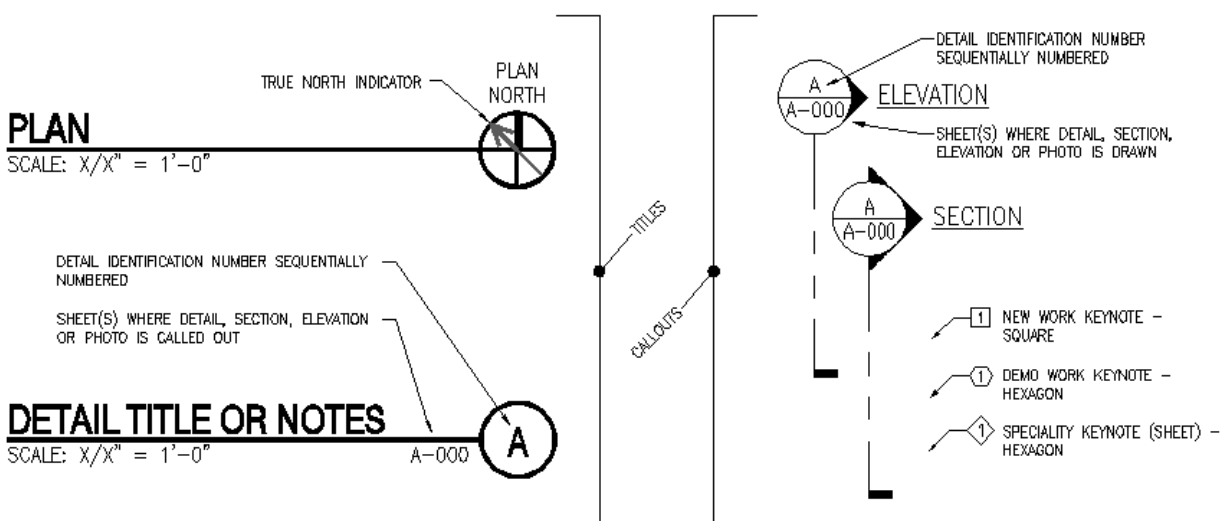 TRUE NORTH INDICATOR
PLAN
NORTH
PLAN
SCALE: X/X" = 1'-0"
DETAIL IDENTIFICATION NUMBER SEQUENTIALLY
NUMBERED
SHEET(S) WHERE DETAIL, SECTION, ELEVATION
OR PHOTO IS CALLED OUT
DETAIL TITLE OR NOTES
SCALE: X/X" = 1'-0"
A-000
A
TITLES
CALLOUTS
DETAIL IDENTIFICATION NUMBER
SEQUENTIALLY NUMBERED
A
A-000
ELEVATION
SHEET(S) WHERE DETAIL, SECTION,
ELEVATION OR PHOTO IS DRAWN
A
A-000
SECTION
1 NEW WORK KEYNOTE -
SQUARE
1 DEMO WORK KEYNOTE -
HEXAGON
1 SPECIALITY KEYNOTE (SHEET) -
HEXAGON